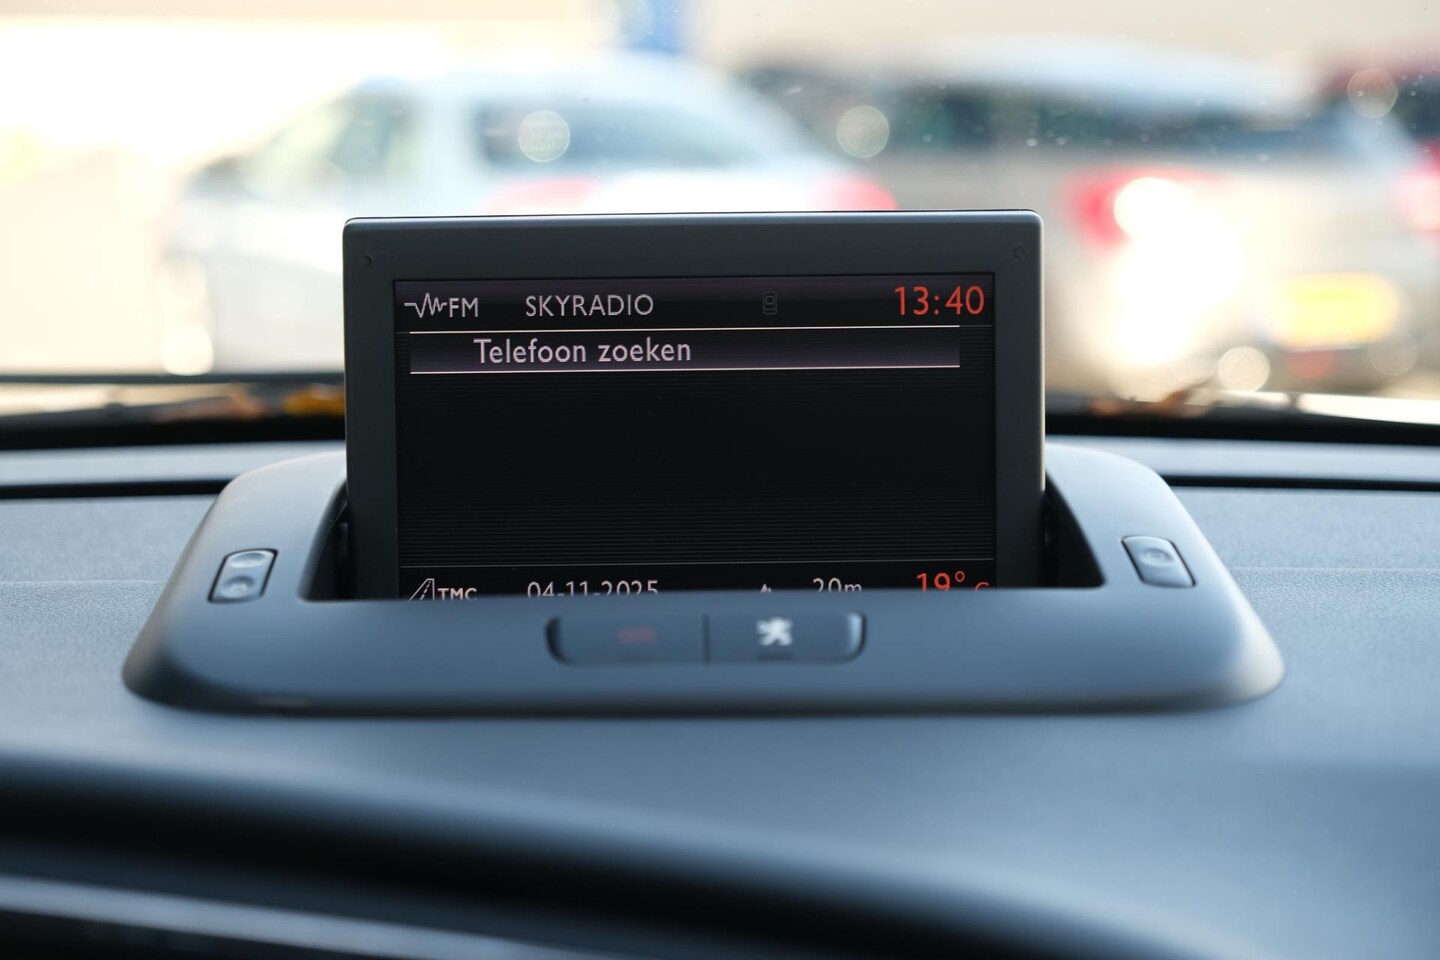 FM SKYRADIO 13:40
Telefoon zoeken
TMC 04-11-2025 20m 19° C